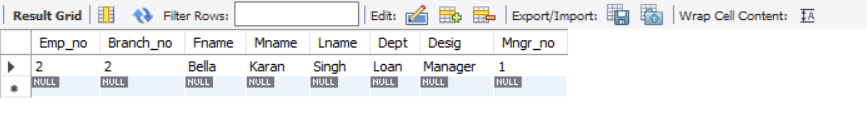 Result Grid Filter Rows: Edit: Export/Import: Wrap Cell Content: IA
Emp_no Branch_no Fname Mname Lname Dept Desig Mngr_no
2 2 Bella Karan Singh Loan Manager 1
NULL NULL NULL NULL NULL NULL NULL NULL